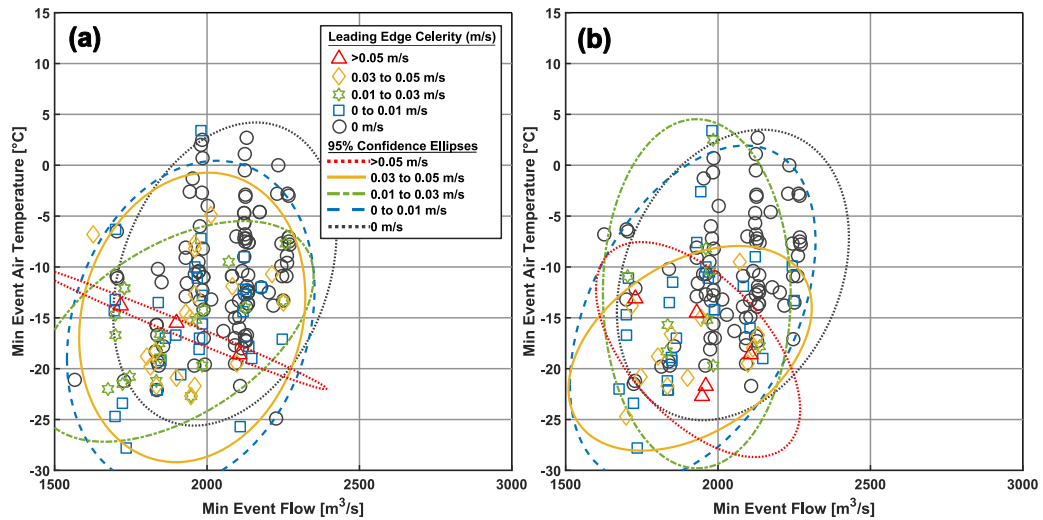 (a)
Min Event Air Temperature [°C]
15
10
5
0
-5
-10
-15
-20
-25
-30
1500
2000
2500
3000
Min Event Flow [m³/s]
Leading Edge Celerity (m/s)
>0.05 m/s
0.03 to 0.05 m/s
0.01 to 0.03 m/s
0 to 0.01 m/s
0 m/s
95% Confidence Ellipses
>0.05 m/s
0.03 to 0.05 m/s
0.01 to 0.03 m/s
0 to 0.01 m/s
0 m/s
(b)
Min Event Air Temperature [°C]
15
10
5
0
-5
-10
-15
-20
-25
-30
1500
2000
2500
3000
Min Event Flow [m³/s]